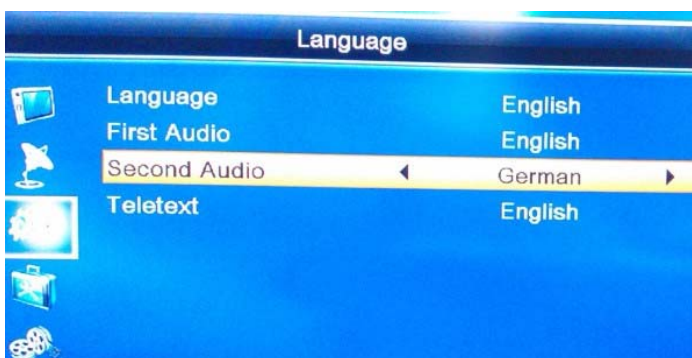 Language
Language English
First Audio English
Second Audio German
Teletext English